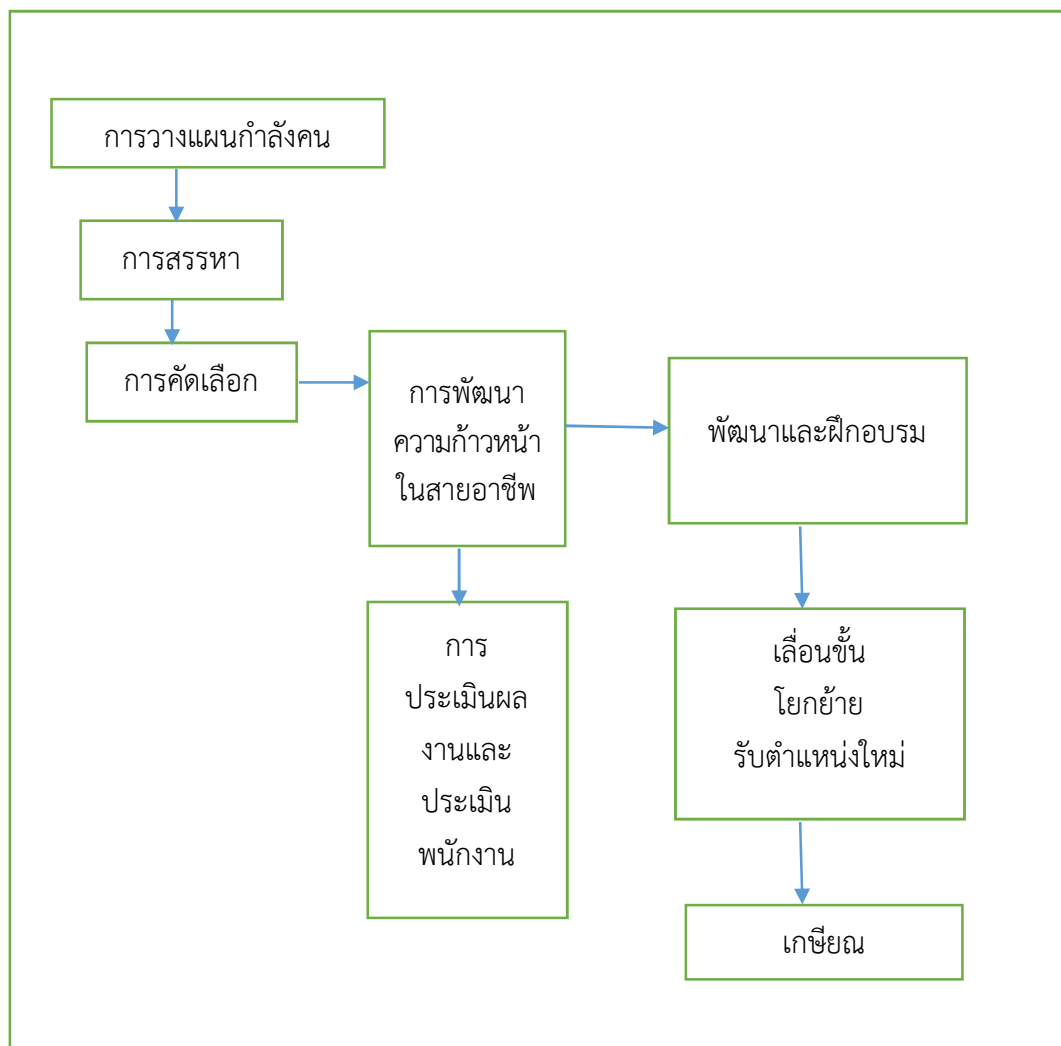 การวางแผนกำลังคน
การสรรหา
การคัดเลือก
การพัฒนา
ความก้าวหน้า
ในสายอาชีพ
พัฒนาและฝึกอบรม
การ
ประเมินผล
งานและ
ประเมิน
พนักงาน
เลื่อนขั้น
โยกย้าย
รับตำแหน่งใหม่
เกษียณ